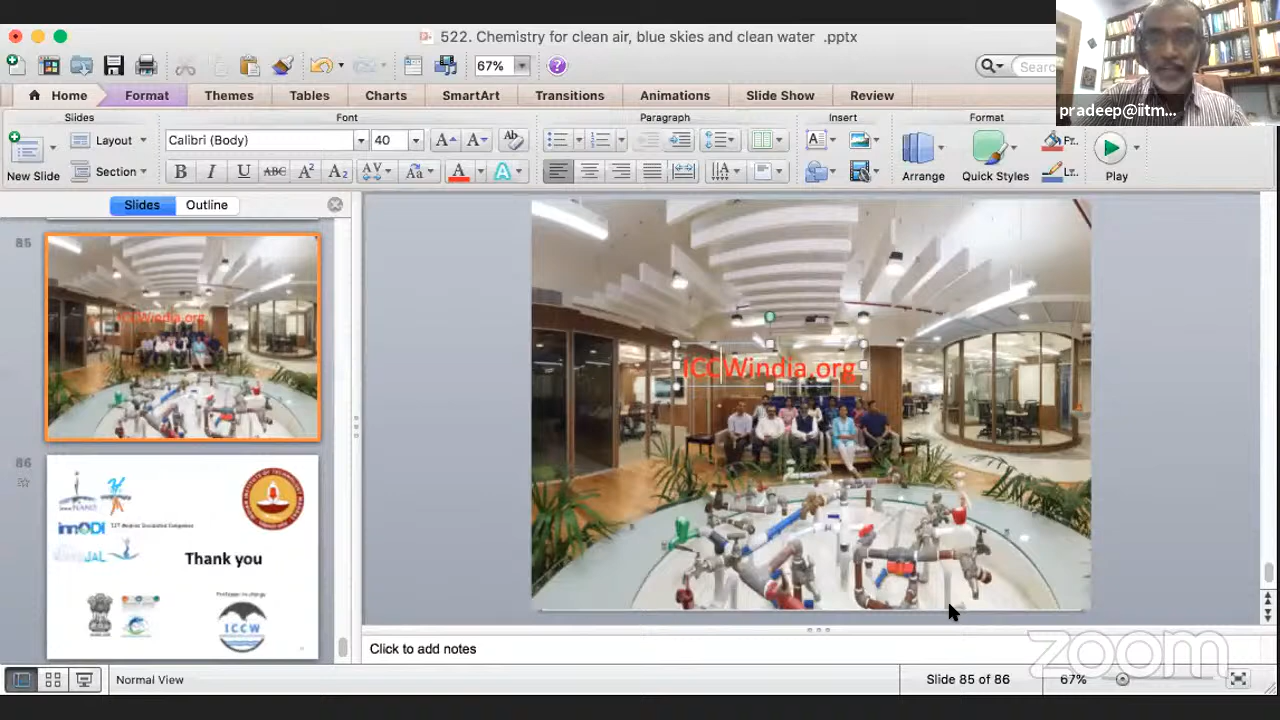 522. Chemistry for clean air, blue skies and clean water .pptx
67%
pradeep@iitm...
Home
Format
Themes
Tables
Charts
SmartArt
Transitions
Animations
Slide Show
Review
Slides
Font
Paragraph
Insert
Format
New Slide
Layout
Section
Calibri (Body)
40
Arrange
Quick Styles
Play
Slides
Outline
85
ICCWindia.org
86
Thank you
ICCW
ICCWindia.org
Click to add notes
Normal View
Slide 85 of 86
67%
zoom